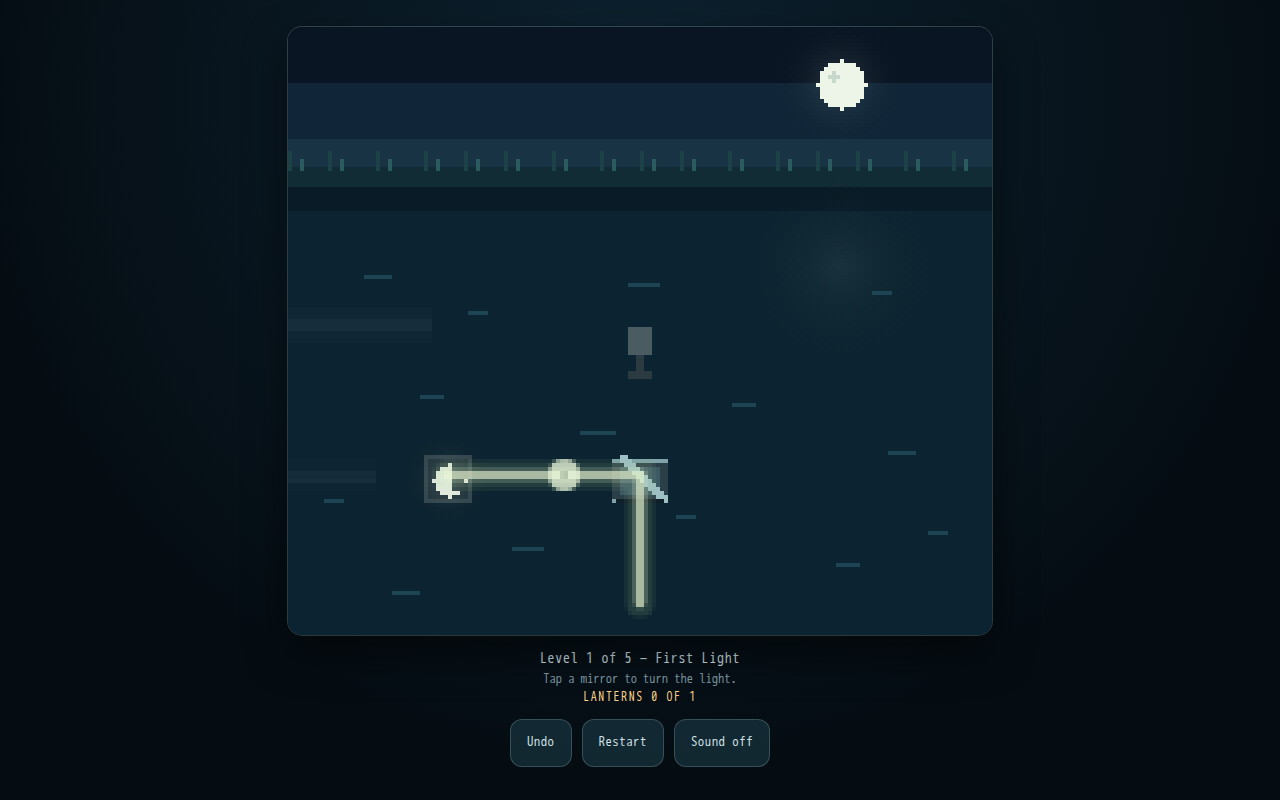 Level 1 of 5 — First Light
Tap a mirror to turn the light.
LANTERNS 0 OF 1
Undo
Restart
Sound off